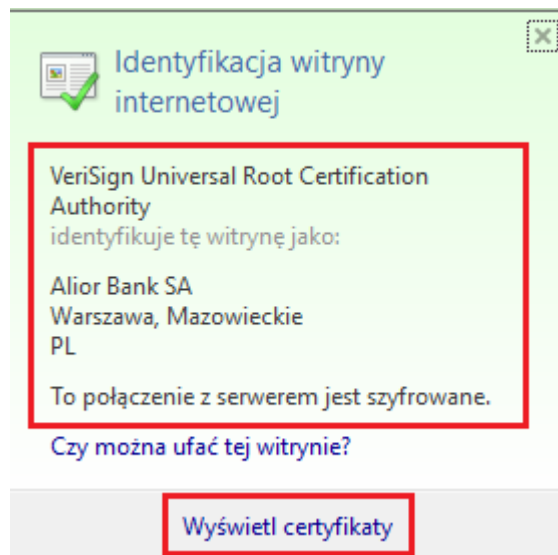 Identyfikacja witryny
internetowej
VeriSign Universal Root Certification
Authority
identyfikuje tę witrynę jako:
Alior Bank SA
Warszawa, Mazowieckie
PL
To połączenie z serwerem jest szyfrowane.
Czy można ufać tej witrynie?
Wyświetl certyfikaty